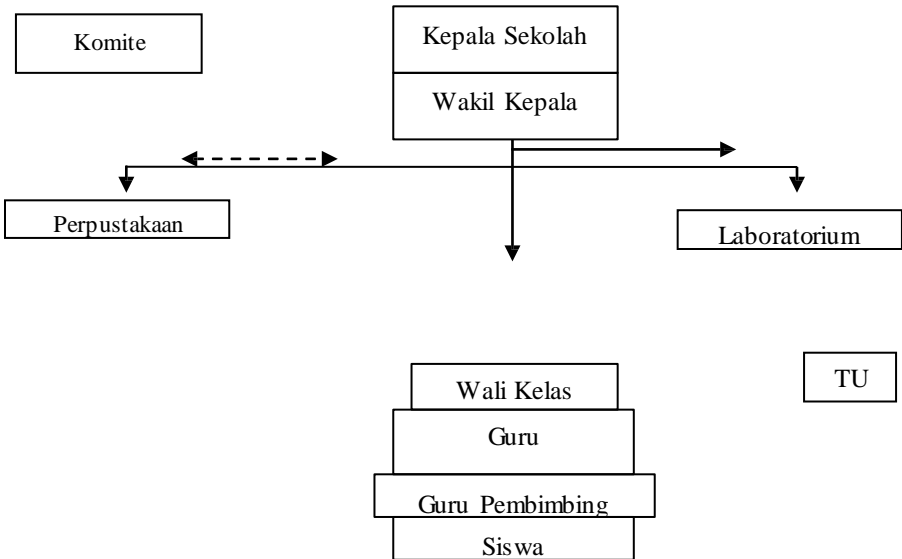 Komite
Kepala Sekolah
Wakil Kepala
Perpustakaan
Laboratorium
TU
Wali Kelas
Guru
Guru Pembimbing
Siswa